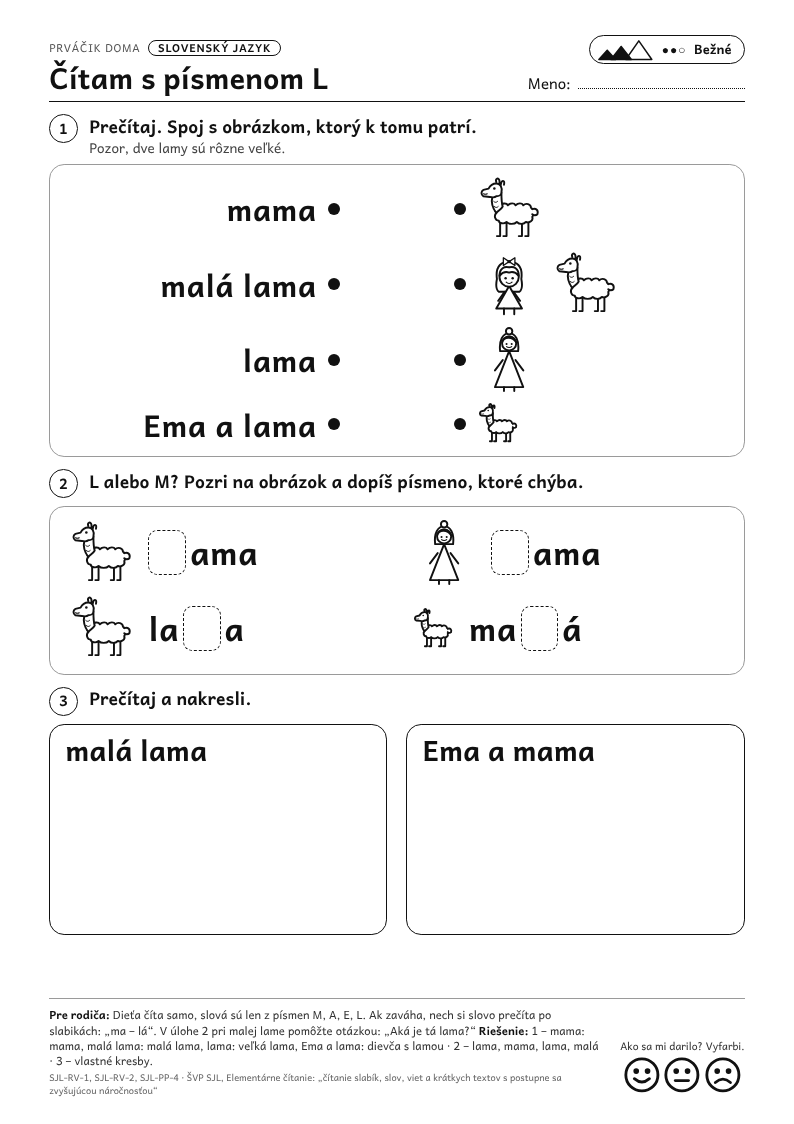 PRVÁČIK DOMA SLOVENSKÝ JAZYK
●●○ Bežné
Čítam s písmenom L
Meno:
1 Prečítaj. Spoj s obrázkom, ktorý k tomu patrí.
Pozor, dve lamy sú rôzne veľké.
mama
malá lama
lama
Ema a lama
2 L alebo M? Pozri na obrázok a dopíš písmeno, ktoré chýba.
ama ama
la a ma á
3 Prečítaj a nakresli.
malá lama Ema a mama
Pre rodiča: Dieťa číta samo, slová sú len z písmen M, A, E, L. Ak zaváha, nech si slovo prečíta po
slabikách: „ma – lá“. V úlohe 2 pri malej lame pomôžte otázkou: „Aká je tá lama?“ Riešenie: 1 – mama:
mama, malá lama: malá lama, lama: veľká lama, Ema a lama: dievča s lamou · 2 – lama, mama, lama, malá
· 3 – vlastné kresby.
SJL-RV-1, SJL-RV-2, SJL-PP-4 · ŠVP SJL, Elementárne čítanie: „čítanie slabík, slov, viet a krátkych textov s postupne sa
zvyšujúcou náročnosťou“
Ako sa mi darilo? Vyfarbi.